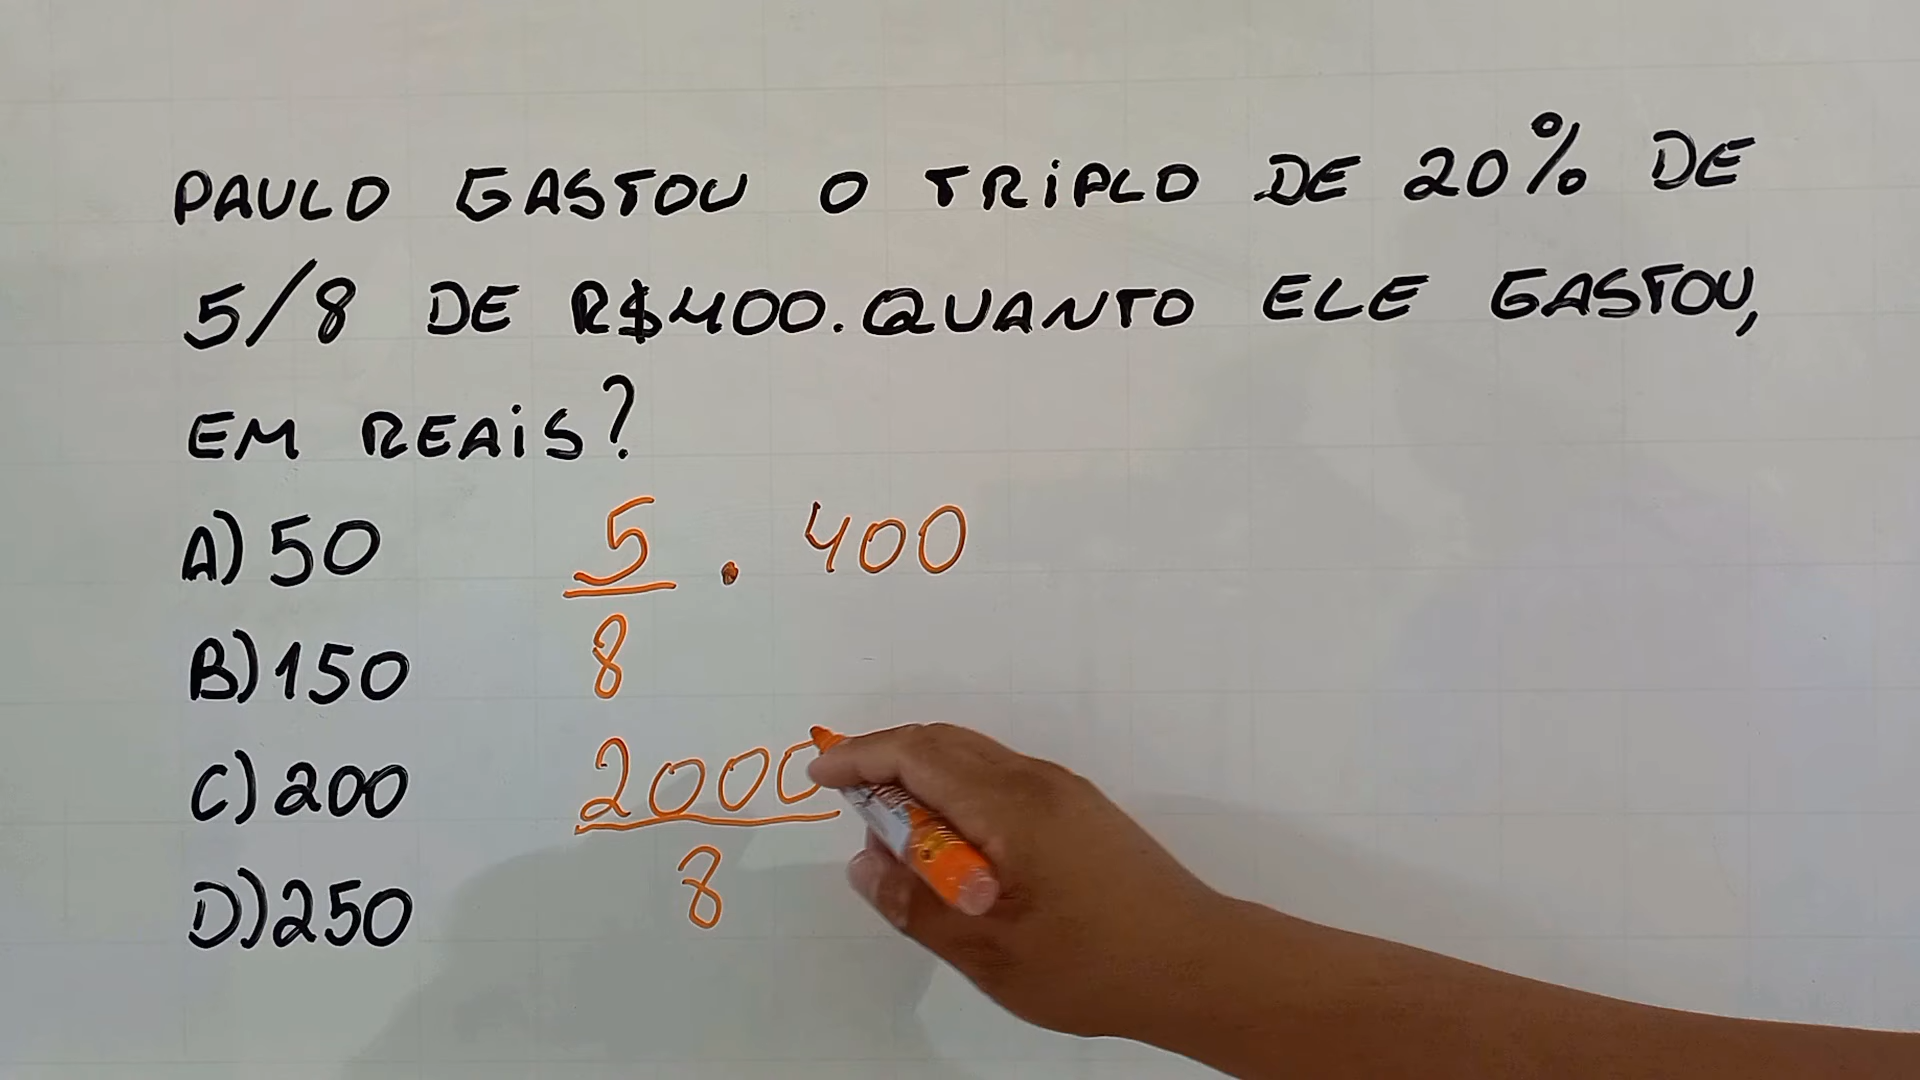 PAULO GASTOU O TRIPLO DE 20% DE
5/8 DE R$400. QUANTO ELE GASTOU,
EM REAIS?
A) 50
5/8 . 400
B) 150
C) 200
2000/8
D) 250